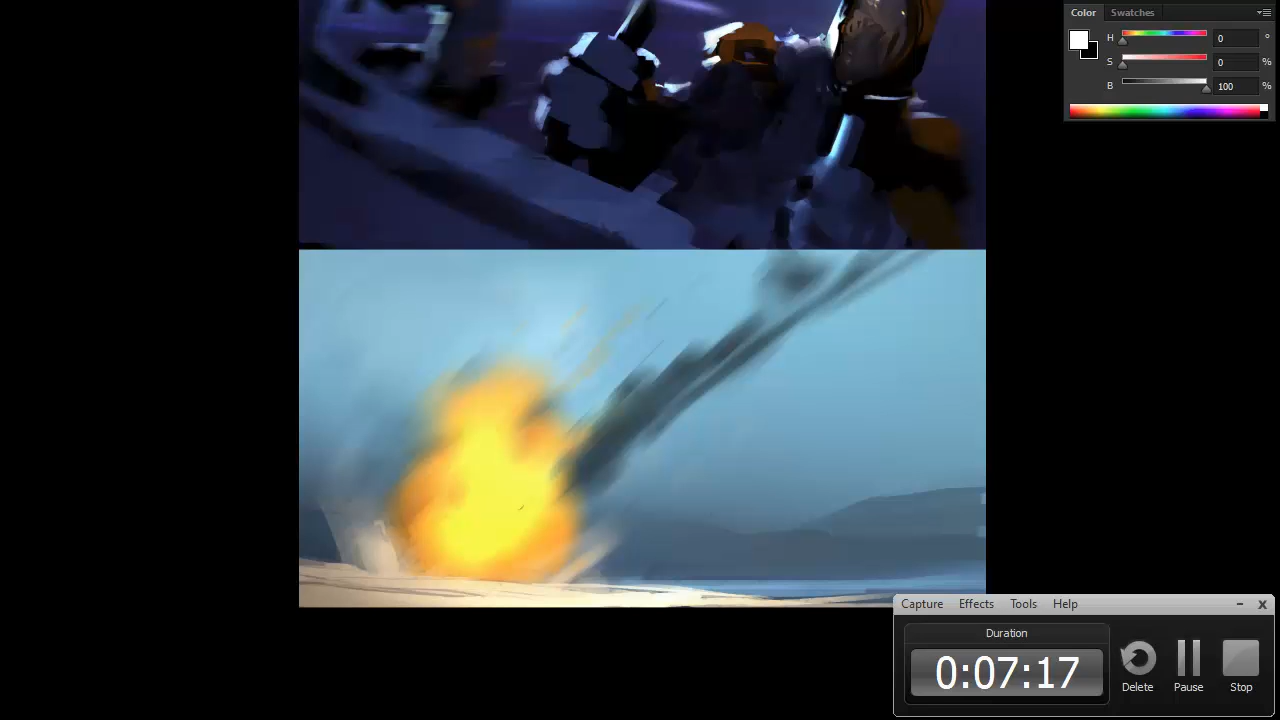 Color Swatches
H 0 °
S 0 %
B 100 %
Capture Effects Tools Help
Duration
0:07:17
Delete Pause Stop